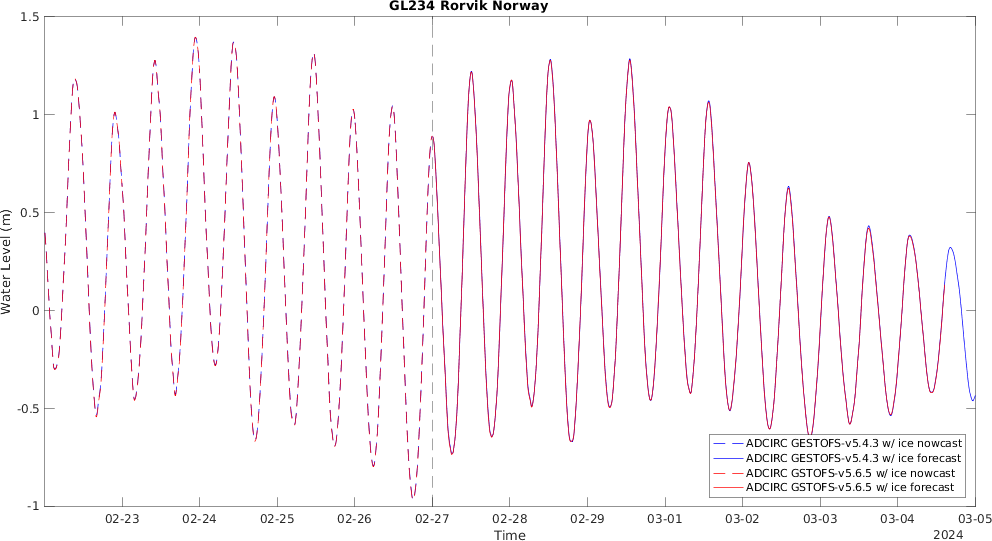 GL234 Rorvik Norway
1.5
1
0.5
0
-0.5
-1
Water Level (m)
ADCIRC GESTOFS-v5.4.3 w/ ice nowcast
ADCIRC GESTOFS-v5.4.3 w/ ice forecast
ADCIRC GSTOFS-v5.6.5 w/ ice nowcast
ADCIRC GSTOFS-v5.6.5 w/ ice forecast
02-23 02-24 02-25 02-26 02-27 02-28 02-29 03-01 03-02 03-03 03-04 03-05
Time
2024